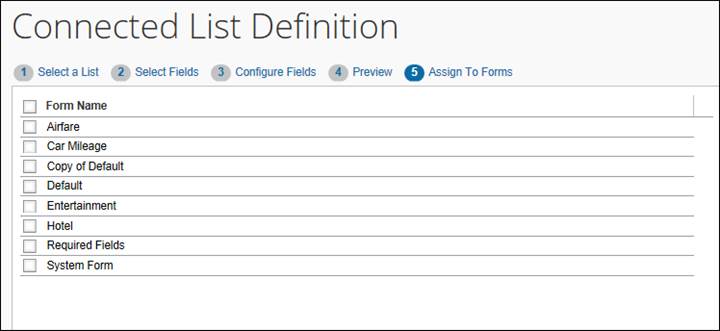 Connected List Definition
1 Select a List 2 Select Fields 3 Configure Fields 4 Preview 5 Assign To Forms
Form Name
Airfare
Car Mileage
Copy of Default
Default
Entertainment
Hotel
Required Fields
System Form